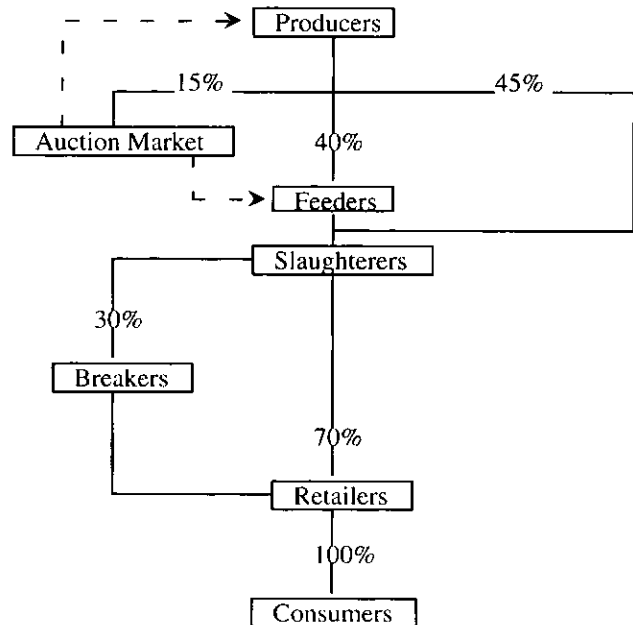 Producers
15%
45%
Auction Market
40%
Feeders
Slaughterers
30%
Breakers
70%
Retailers
100%
Consumers